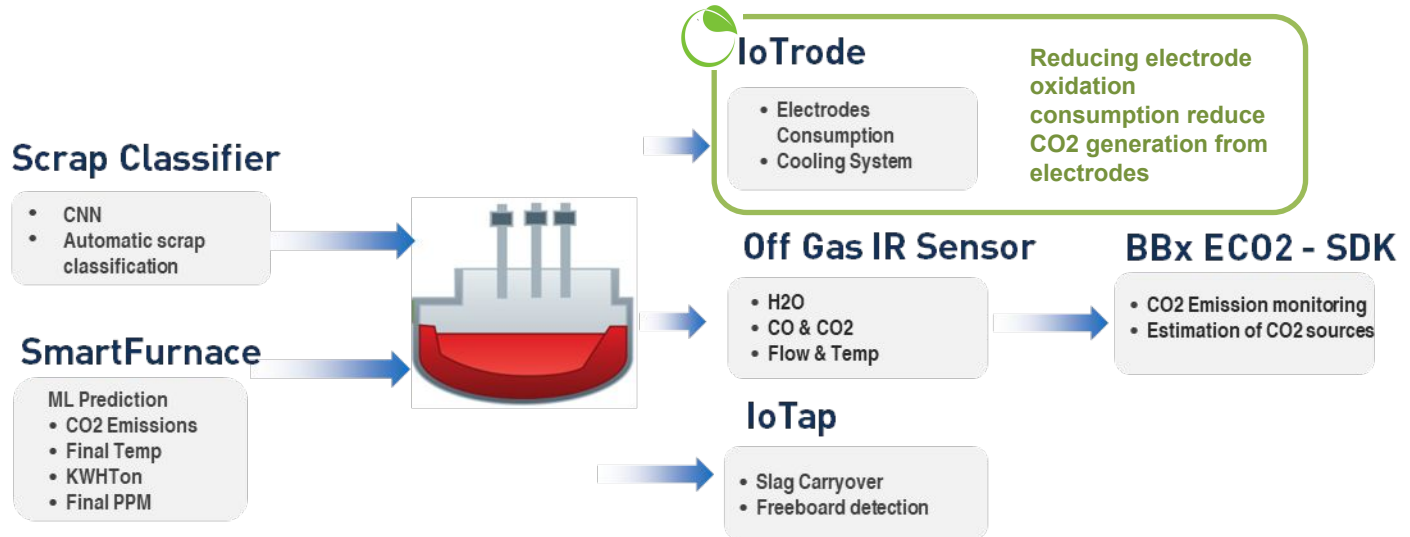 IoTrode
• Electrodes
Consumption
• Cooling System
Reducing electrode
oxidation
consumption reduce
CO2 generation from
electrodes
Scrap Classifier
• CNN
• Automatic scrap
classification
SmartFurnace
ML Prediction
• CO2 Emissions
• Final Temp
• KWHTon
• Final PPM
Off Gas IR Sensor
• H2O
• CO & CO2
• Flow & Temp
BBx ECO2 - SDK
• CO2 Emission monitoring
• Estimation of CO2 sources
IoTap
• Slag Carryover
• Freeboard detection